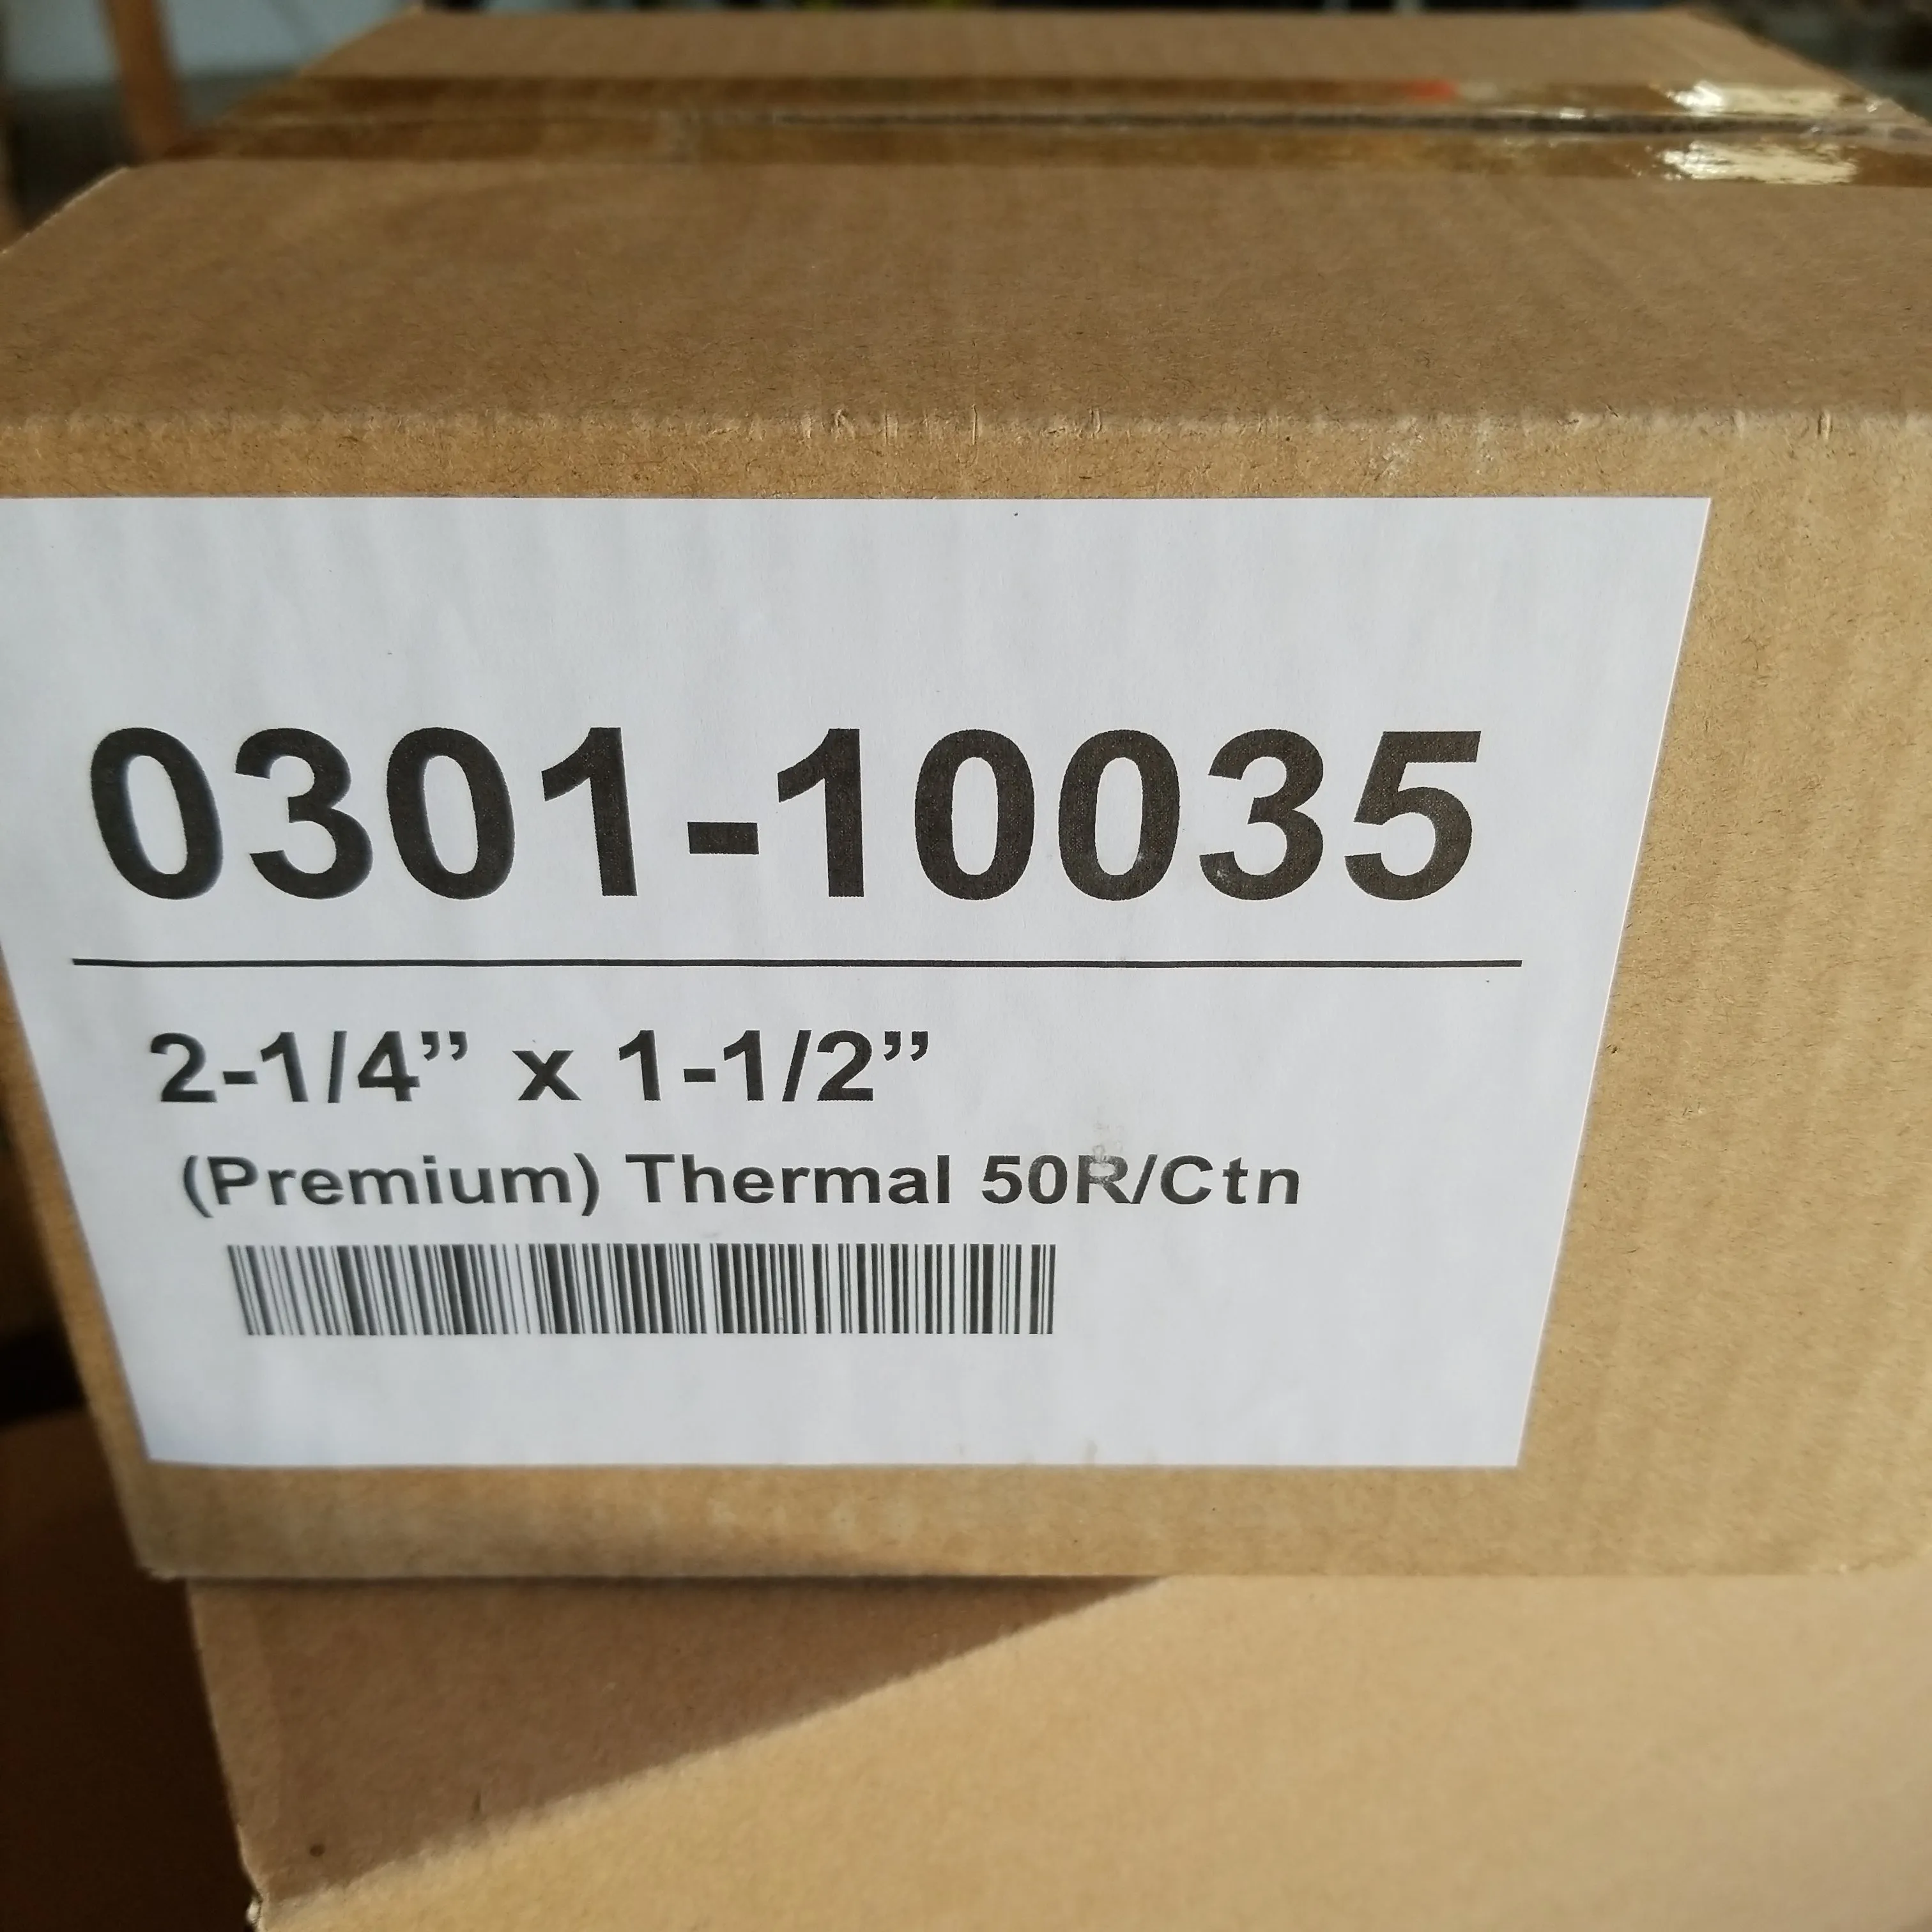 0301-10035
2-1/4” x 1-1/2”
(Premium) Thermal 50R/Ctn